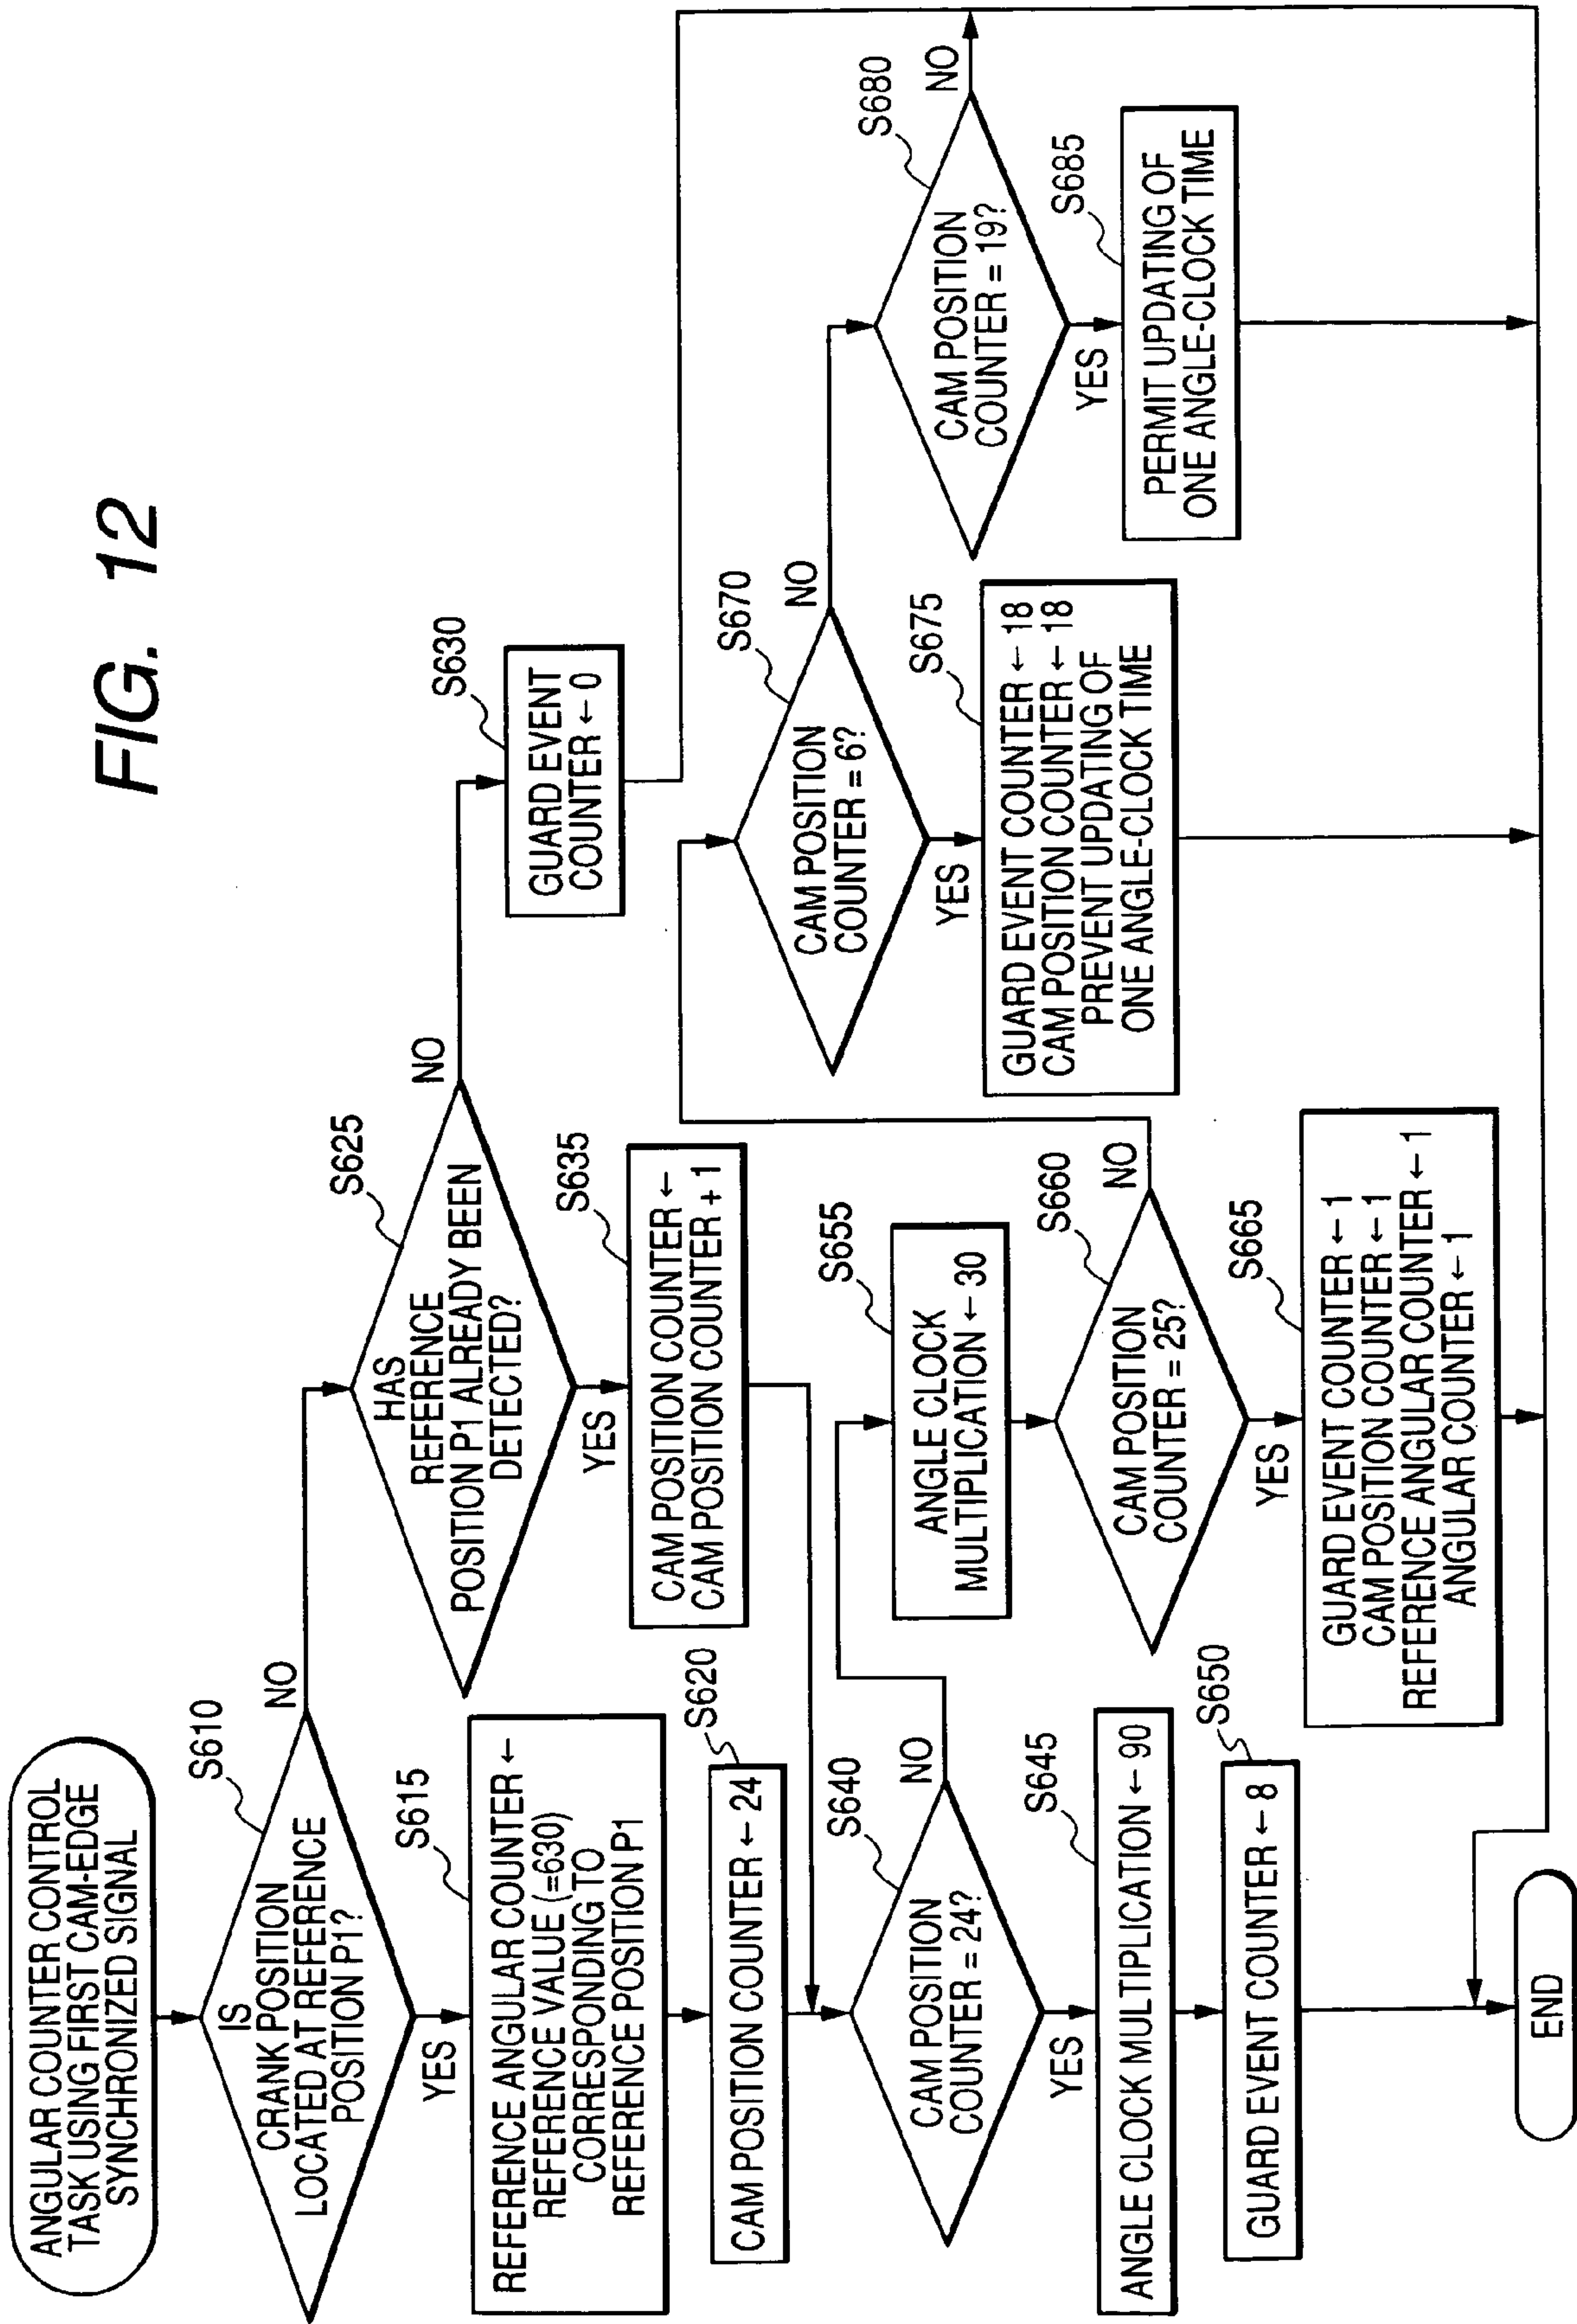 FIG. 12
ANGULAR COUNTER CONTROL
TASK USING FIRST CAM-EDGE
SYNCHRONIZED SIGNAL
S610
IS
CRANK POSITION
LOCATED AT REFERENCE
POSITION P1?
NO
YES
S615
REFERENCE ANGULAR COUNTER ←
REFERENCE VALUE (=630)
CORRESPONDING TO
REFERENCE POSITION P1
S620
CAM POSITION COUNTER ← 24
S625
HAS
REFERENCE
POSITION P1 ALREADY BEEN
DETECTED?
NO
YES
S630
GUARD EVENT
COUNTER ← 0
S635
CAM POSITION COUNTER ←
CAM POSITION COUNTER + 1
S640
CAM POSITION
COUNTER = 24?
NO
YES
S645
ANGLE CLOCK MULTIPLICATION ← 90
S650
GUARD EVENT COUNTER ← 8
S655
ANGLE CLOCK
MULTIPLICATION ← 30
S660
CAM POSITION
COUNTER = 25?
NO
YES
S665
GUARD EVENT COUNTER ← 1
CAM POSITION COUNTER ← 1
REFERENCE ANGULAR COUNTER ← 1
ANGULAR COUNTER ← 1
S670
CAM POSITION
COUNTER = 6?
NO
YES
S675
GUARD EVENT COUNTER ← 18
CAM POSITION COUNTER ← 18
PREVENT UPDATING OF
ONE ANGLE-CLOCK TIME
S680
CAM POSITION
COUNTER = 19?
NO
YES
S685
PERMIT UPDATING OF
ONE ANGLE-CLOCK TIME
END